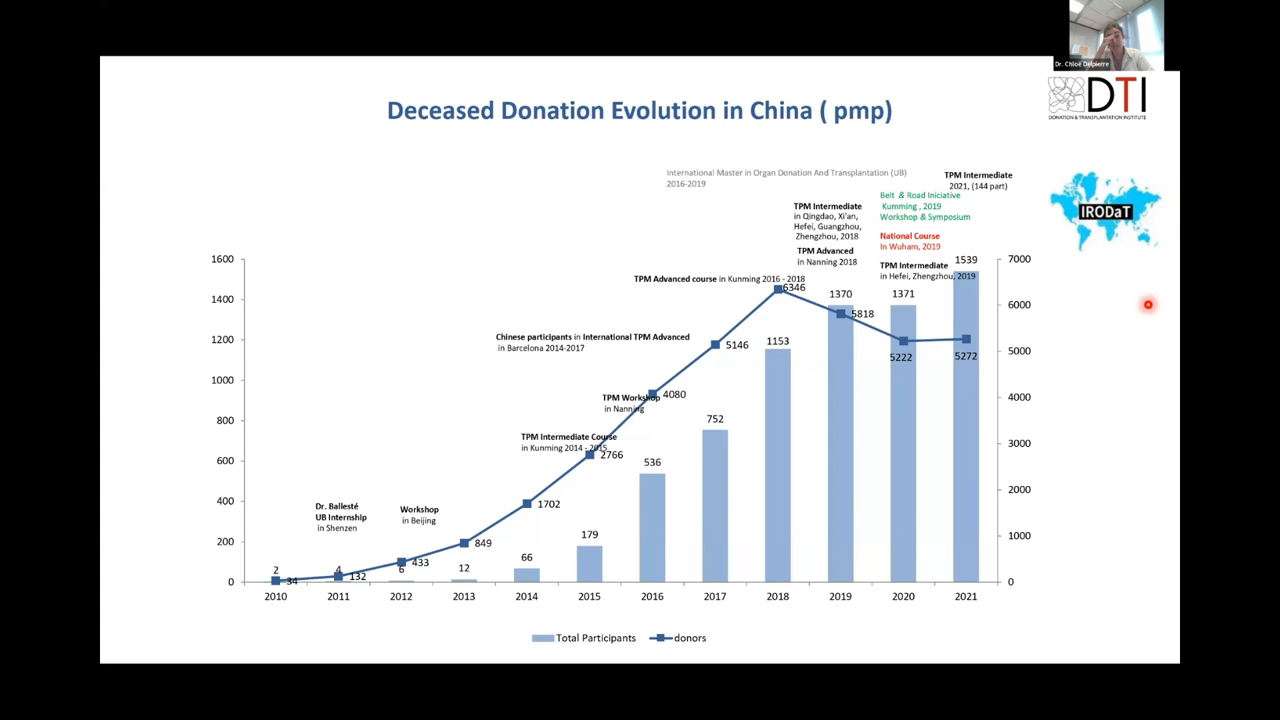 Dr. Chloë Delpierre
DTI
DONATION & TRANSPLANTATION INSTITUTE
Deceased Donation Evolution in China ( pmp)
International Master in Organ Donation And Transplantation (UB)
2016-2019
TPM Intermediate
2021, (144 part)
Belt & Road Iniciative
Kumming , 2019
Workshop & Symposium
IRODaT
TPM Intermediate
in Qingdao, Xi'an,
Hefei, Guangzhou,
Zhengzhou, 2018
National Course
In Wuham, 2019
TPM Advanced
in Nanning 2018
TPM Intermediate
in Hefei, Zhengzhou, 2019
TPM Advanced course in Kunming 2016 - 2018
Chinese participants in International TPM Advanced
in Barcelona 2014-2017
TPM Workshop
in Nanning
TPM Intermediate Course
in Kunming 2014 - 2015
Dr. Ballesté
UB Internship
in Shenzen
Workshop
in Beijing
1600
1400
1200
1000
800
600
400
200
0
7000
6000
5000
4000
3000
2000
1000
0
2
4
6
12
66
179
536
752
1153
1370
1371
1539
34
132
433
849
1702
2766
4080
5146
6346
5818
5222
5272
2010 2011 2012 2013 2014 2015 2016 2017 2018 2019 2020 2021
Total Participants donors